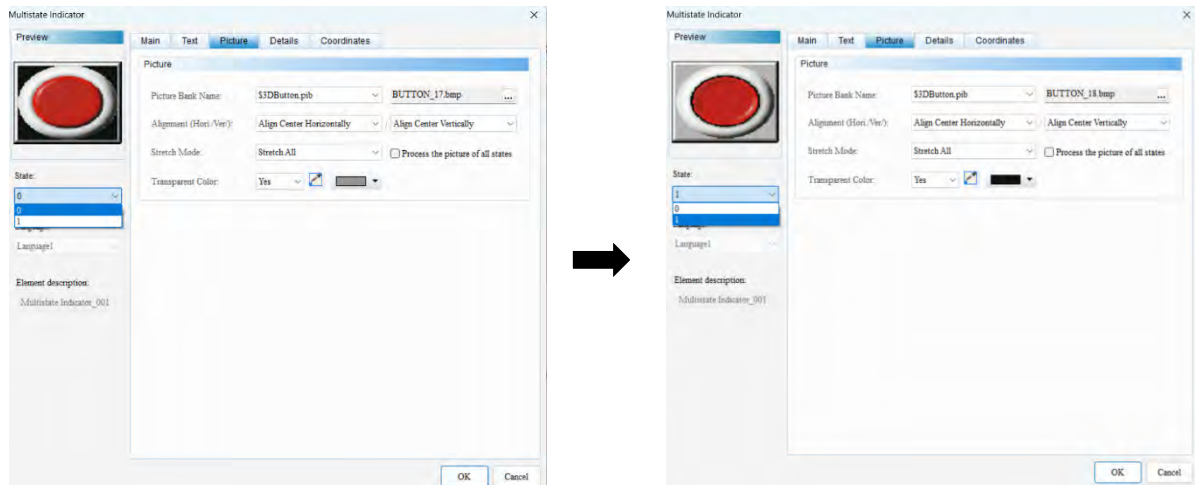 Multistate Indicator
Preview
Main Text Picture Details Coordinates
Picture
Picture Bank Name: $3DButton.pib BUTTON_17.bmp ...
Alignment (Hori./Ver.): Align Center Horizontally / Align Center Vertically
Stretch Mode: Stretch All Process the picture of all states
State:
Transparent Color: Yes
0
0
1
Language1
Element description:
Multistate Indicator_001
OK Cancel
Multistate Indicator
Preview
Main Text Picture Details Coordinates
Picture
Picture Bank Name: $3DButton.pib BUTTON_18.bmp ...
Alignment (Hori./Ver.): Align Center Horizontally / Align Center Vertically
Stretch Mode: Stretch All Process the picture of all states
State:
Transparent Color: Yes
1
0
1
Language1
Element description:
Multistate Indicator_001
OK Cancel